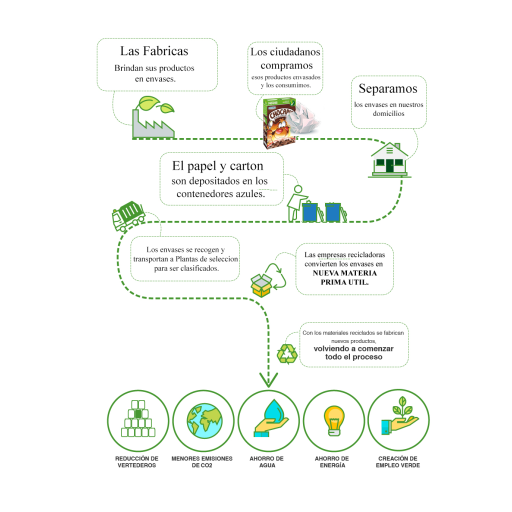 Las Fabricas
Brindan sus productos
en envases.
Los ciudadanos
compramos
esos productos envasados
y los consumimos.
Separamos
los envases en nuestros
domicilios
El papel y carton
son depositados en los
contenedores azules.
Los envases se recogen y
transportan a Plantas de seleccion
para ser clasificados.
Las empresas recicladoras
convierten los envases en
NUEVA MATERIA
PRIMA UTIL.
Con los materiales reciclados se fabrican
nuevos productos,
volviendo a comenzar
todo el proceso
REDUCCIÓN DE
VERTEDEROS
MENORES EMISIONES
DE CO2
AHORRO DE
AGUA
AHORRO DE
ENERGÍA
CREACIÓN DE
EMPLEO VERDE